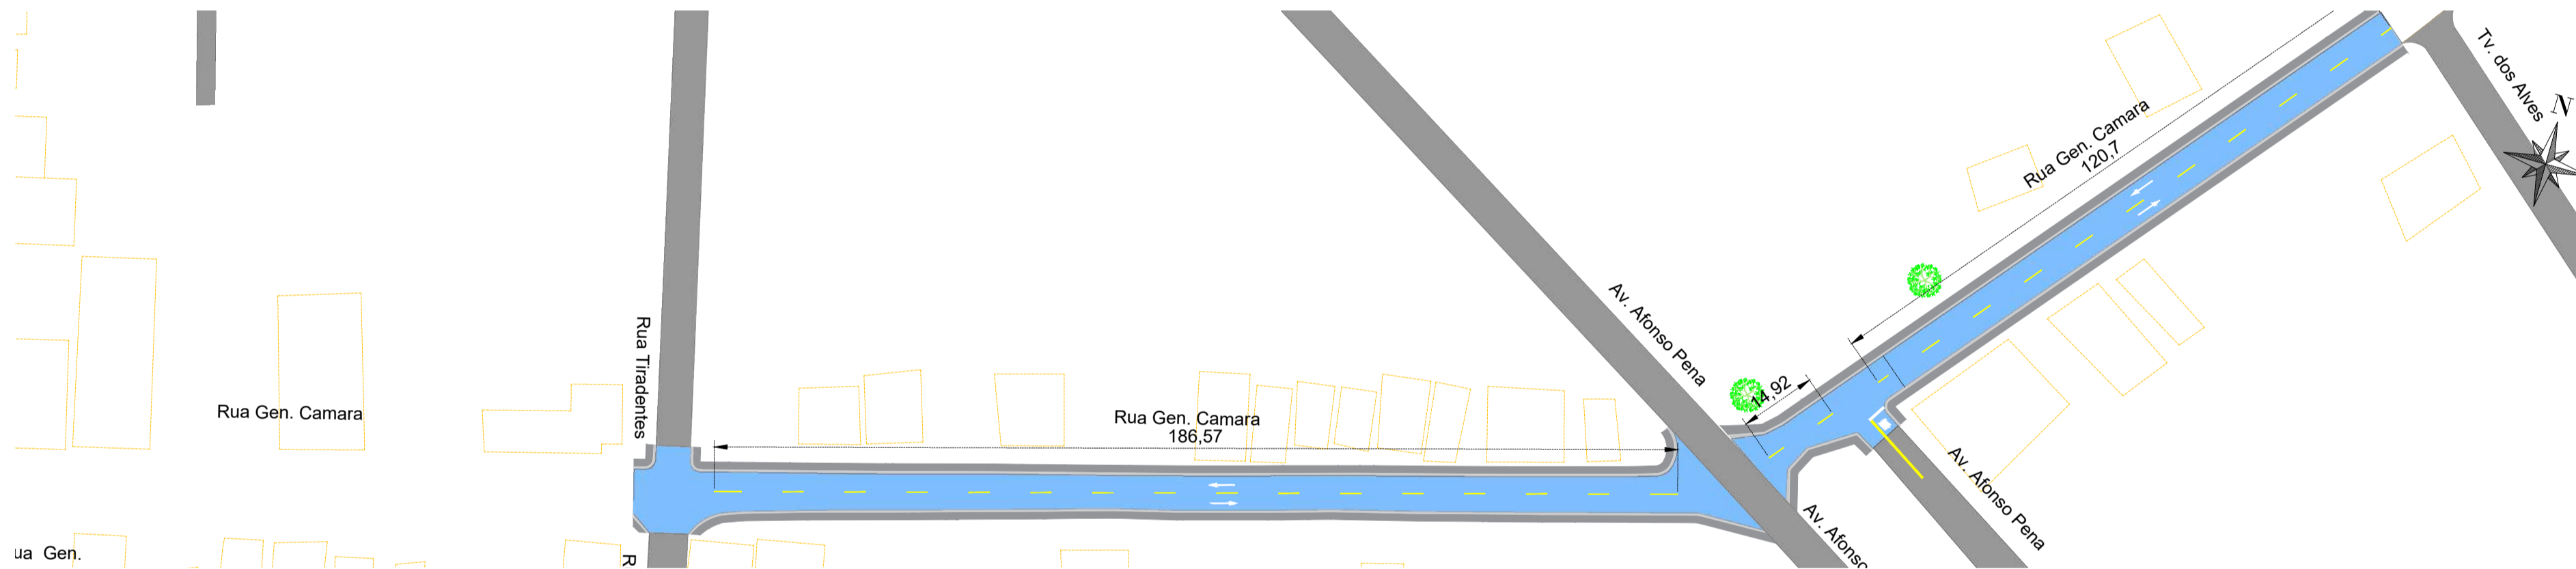 Tv. dos Alves
N
Rua Gen. Camara
120,7
Rua Tiradentes
Av. Afonso Pena
14,92
Rua Gen. Camara
Rua Gen. Camara
186,57
Av. Afonso Pena
Av. Afonso
ua Gen.
R